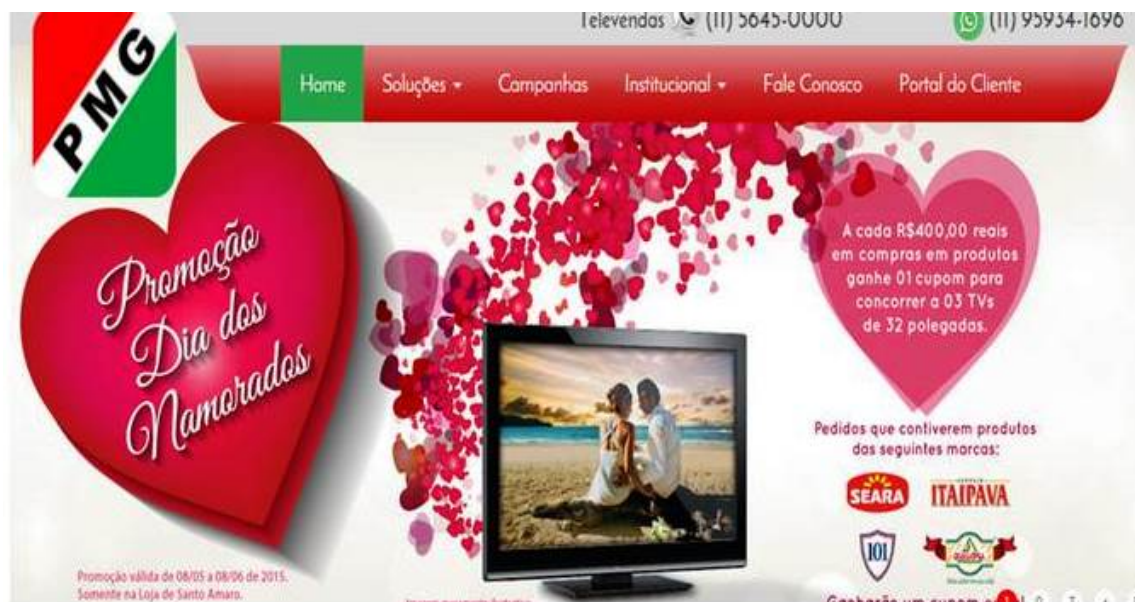 Televendas (11) 5645-0000
(11) 95934-1696
PMG
Home Soluções Campanhas Institucional Fale Conosco Portal do Cliente
Promoção
Dia dos
Namorados
A cada R$400,00 reais
em compras em produtos
ganhe 01 cupom para
concorrer a 03 TVs
de 32 polegadas.
Pedidos que contiverem produtos
das seguintes marcas:
SEARA ITAIPAVA
101
Promoção válida de 08/05 a 08/06 de 2015.
Somente na Loja de Santo Amaro.